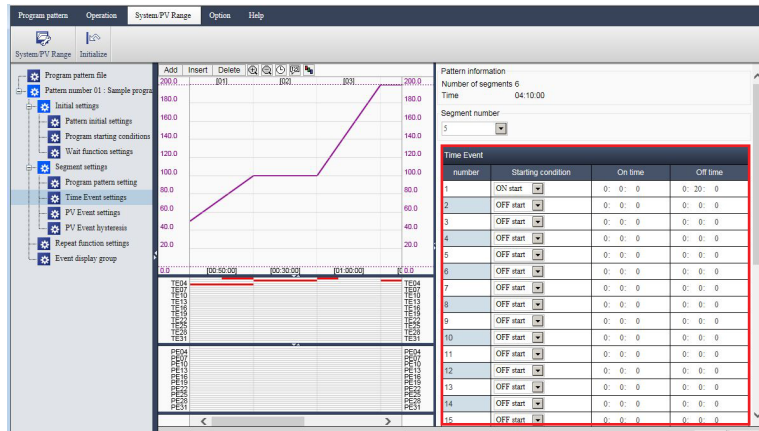 Program pattern Operation System/PV Range Option Help
System/PV Range Initialize
Program pattern file
Pattern number 01 : Sample progra
Initial settings
Pattern initial settings
Program starting conditions
Wait function settings
Segment settings
Program pattern setting
Time Event settings
PV Event settings
PV Event hysteresis
Repeat function settings
Event display group
Add Insert Delete
200.0 [01] [02] [03] 200.0
180.0 180.0
160.0 160.0
140.0 140.0
120.0 120.0
100.0 100.0
80.0 80.0
60.0 60.0
40.0 40.0
20.0 20.0
0.0 [00:50:00] [00:30:00] [01:00:00] [0 0.0
TE04 TE04
TE07 TE07
TE10 TE10
TE13 TE13
TE16 TE16
TE19 TE19
TE22 TE22
TE25 TE25
TE28 TE28
TE31 TE31
PE04 PE04
PE07 PE07
PE10 PE10
PE13 PE13
PE16 PE16
PE19 PE19
PE22 PE22
PE25 PE25
PE28 PE28
PE31 PE31
Pattern information
Number of segments 6
Time 04:10:00
Segment number
5
Time Event
number Starting condition On time Off time
1 ON start 0: 0: 0 0: 20: 0
2 OFF start 0: 0: 0 0: 0: 0
3 OFF start 0: 0: 0 0: 0: 0
4 OFF start 0: 0: 0 0: 0: 0
5 OFF start 0: 0: 0 0: 0: 0
6 OFF start 0: 0: 0 0: 0: 0
7 OFF start 0: 0: 0 0: 0: 0
8 OFF start 0: 0: 0 0: 0: 0
9 OFF start 0: 0: 0 0: 0: 0
10 OFF start 0: 0: 0 0: 0: 0
11 OFF start 0: 0: 0 0: 0: 0
12 OFF start 0: 0: 0 0: 0: 0
13 OFF start 0: 0: 0 0: 0: 0
14 OFF start 0: 0: 0 0: 0: 0
15 OFF start 0: 0: 0 0: 0: 0